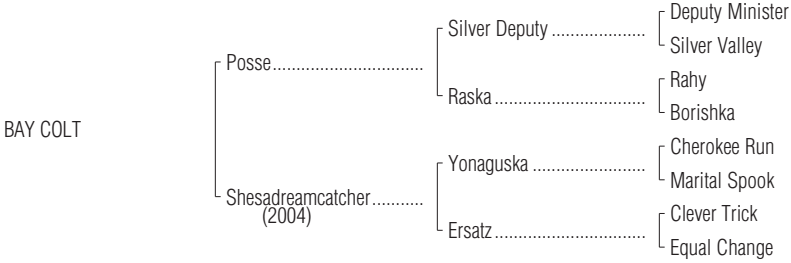 Deputy Minister
Silver Deputy .....................
Silver Valley
Posse................................
Rahy
Raska ................................
Borishka
BAY COLT
Cherokee Run
Yonaguska .........................
Marital Spook
Shesadreamcatcher...........
(2004)
Clever Trick
Ersatz ................................
Equal Change